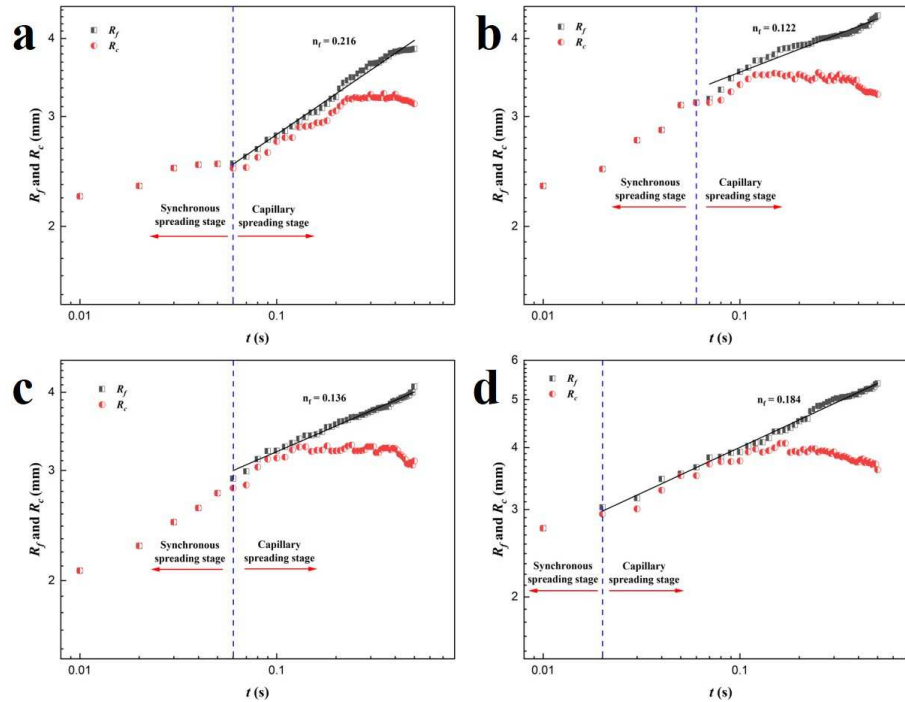 a
R_f
R_c
n_f = 0.216
4
3
2
R_f and R_c (mm)
Synchronous
spreading stage
Capillary
spreading stage
0.01
0.1
t (s)
b
R_f
R_c
n_f = 0.122
4
3
2
R_f and R_c (mm)
Synchronous
spreading stage
Capillary
spreading stage
0.01
0.1
t (s)
c
R_f
R_c
n_f = 0.136
4
3
2
R_f and R_c (mm)
Synchronous
spreading stage
Capillary
spreading stage
0.01
0.1
t (s)
d
R_f
R_c
n_f = 0.184
6
5
4
3
2
R_f and R_c (mm)
Synchronous
spreading stage
Capillary
spreading stage
0.01
0.1
t (s)